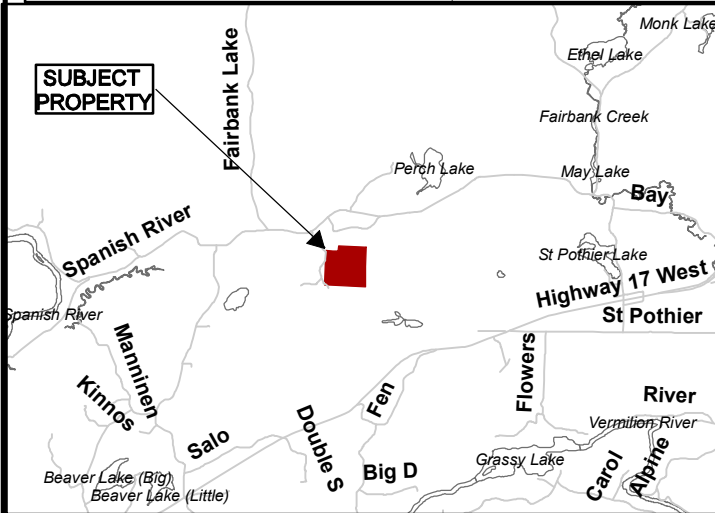 Monk Lake
Ethel Lake
Fairbank Lake
SUBJECT
PROPERTY
Fairbank Creek
Perch Lake
May Lake
Bay
Spanish River
St Pothier Lake
Highway 17 West
Spanish River
St Pothier
Manninen
Flowers
Kinnos
Fen
River
Double S
Vermilion River
Salo
Grassy Lake
Carol
Alpine
Big D
Beaver Lake (Big)
Beaver Lake (Little)